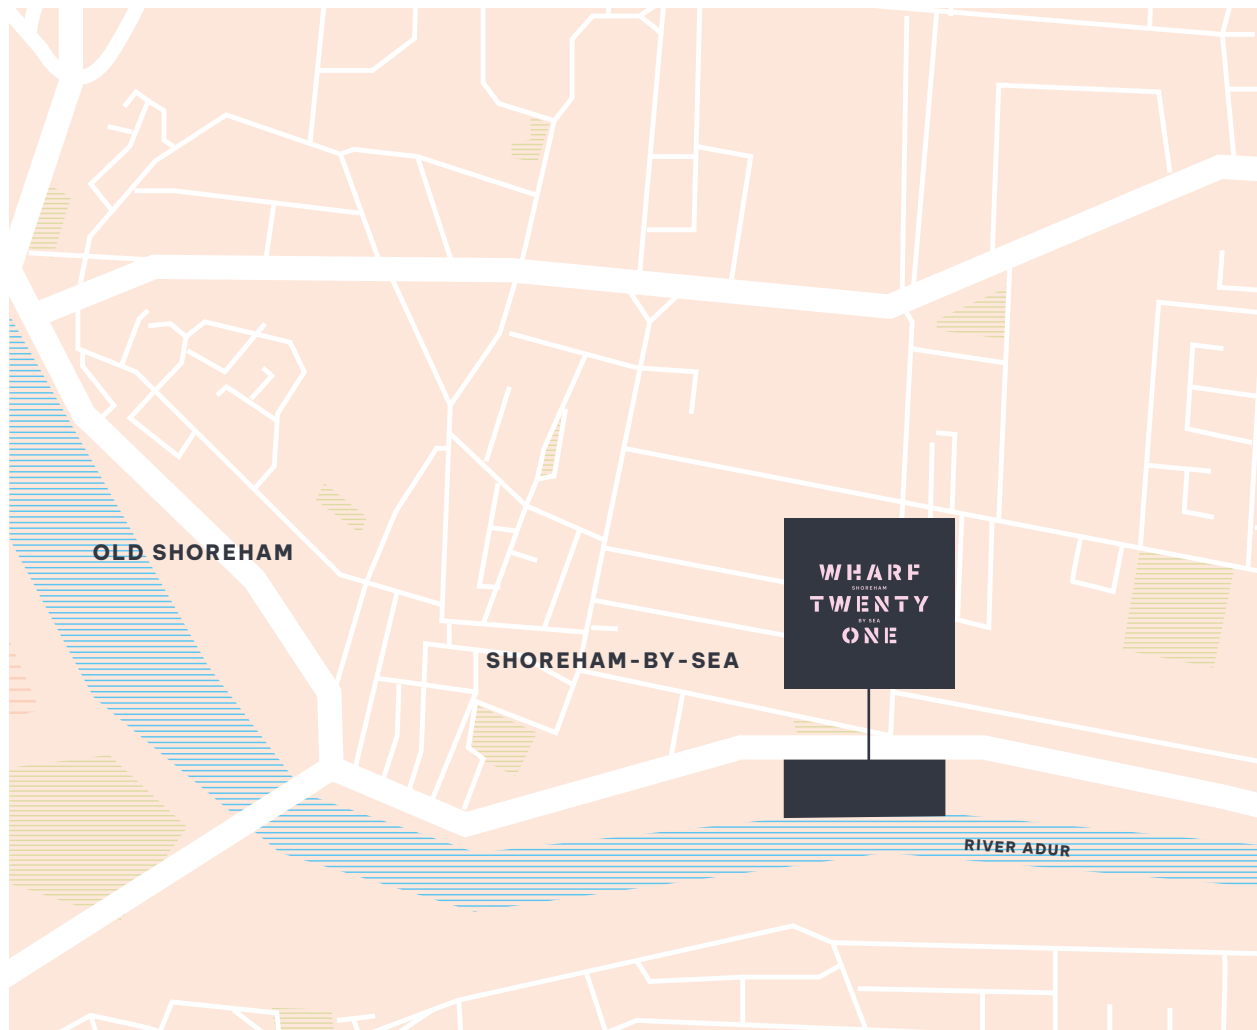 OLD SHOREHAM
WHARF
SHOREHAM
TWENTY
BY SEA
ONE
SHOREHAM-BY-SEA
RIVER ADUR